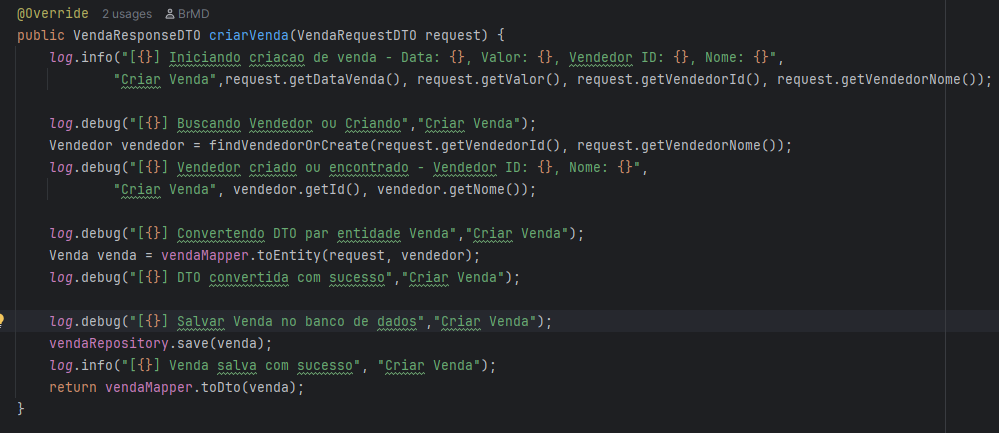 @Override 2 usages BrMD
public VendaResponseDTO criarVenda(VendaRequestDTO request) {
log.info("[{}] Iniciando criacao de venda - Data: {}, Valor: {}, Vendedor ID: {}, Nome: {}",
"Criar Venda",request.getDataVenda(), request.getValor(), request.getVendedorId(), request.getVendedorNome());
log.debug("[{}] Buscando Vendedor ou Criando","Criar Venda");
Vendedor vendedor = findVendedorOrCreate(request.getVendedorId(), request.getVendedorNome());
log.debug("[{}] Vendedor criado ou encontrado - Vendedor ID: {}, Nome: {}",
"Criar Venda", vendedor.getId(), vendedor.getNome());
log.debug("[{}] Convertendo DTO par entidade Venda","Criar Venda");
Venda venda = vendaMapper.toEntity(request, vendedor);
log.debug("[{}] DTO convertida com sucesso","Criar Venda");
log.debug("[{}] Salvar Venda no banco de dados","Criar Venda");
vendaRepository.save(venda);
log.info("[{}] Venda salva com sucesso", "Criar Venda");
return vendaMapper.toDto(venda);
}